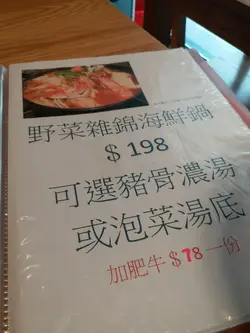 野菜雜錦海鮮鍋
$ 198
可選豬骨濃湯
或泡菜湯底
加肥牛 $ 78 一份